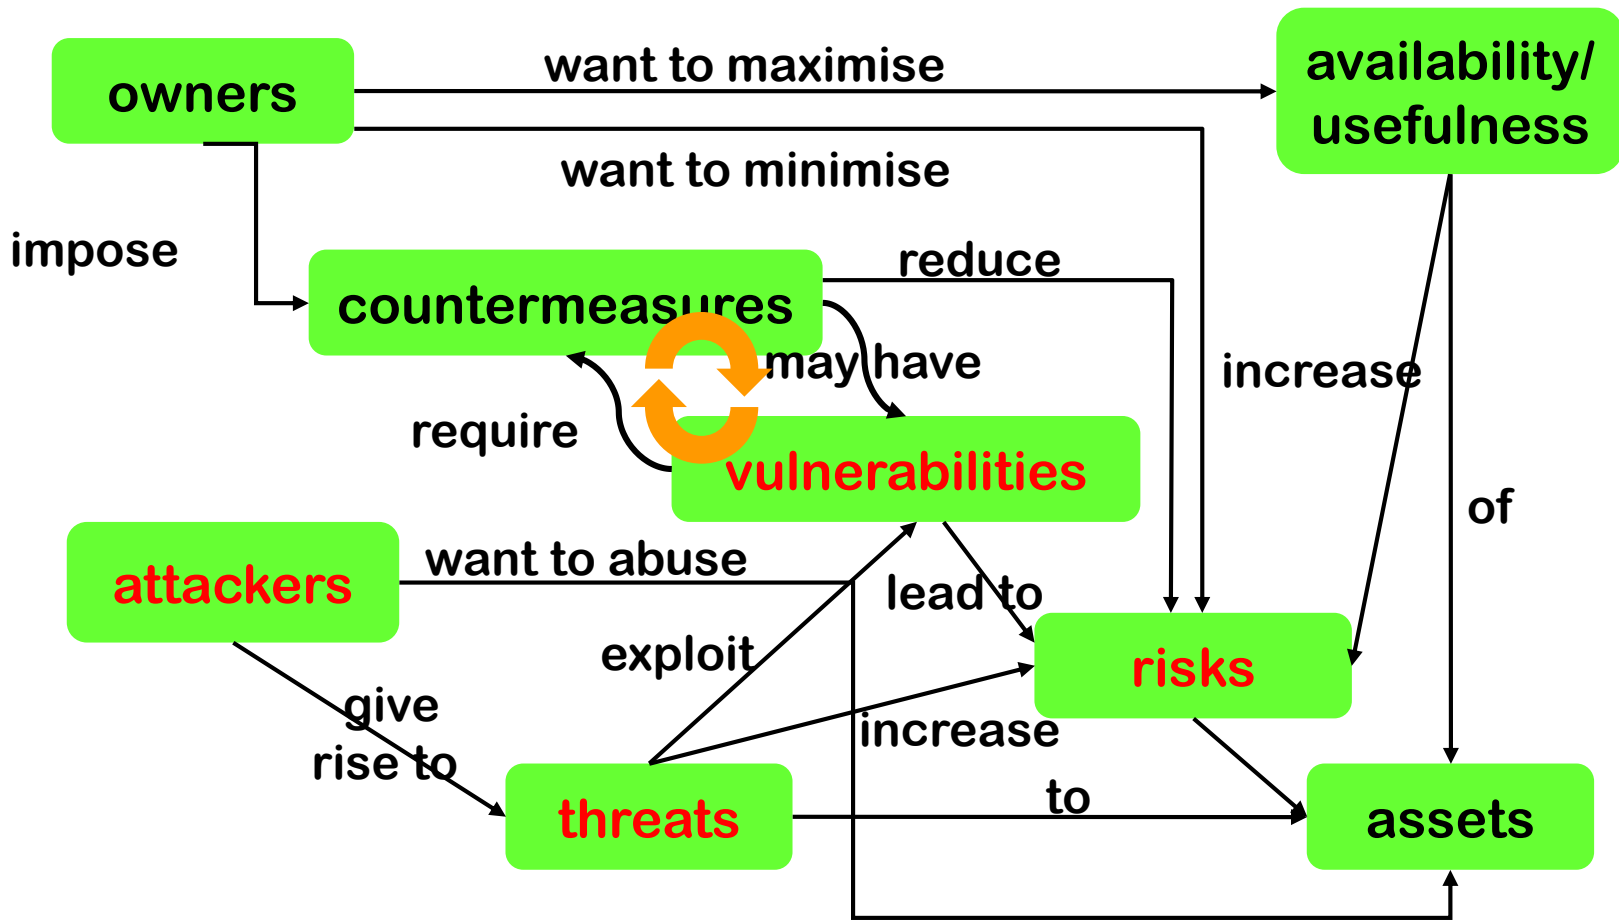 owners
want to maximise
availability/
usefulness
want to minimise
impose
countermeasures
reduce
may have
increase
require
vulnerabilities
of
attackers
want to abuse
lead to
exploit
risks
give
rise to
increase
threats
to
assets